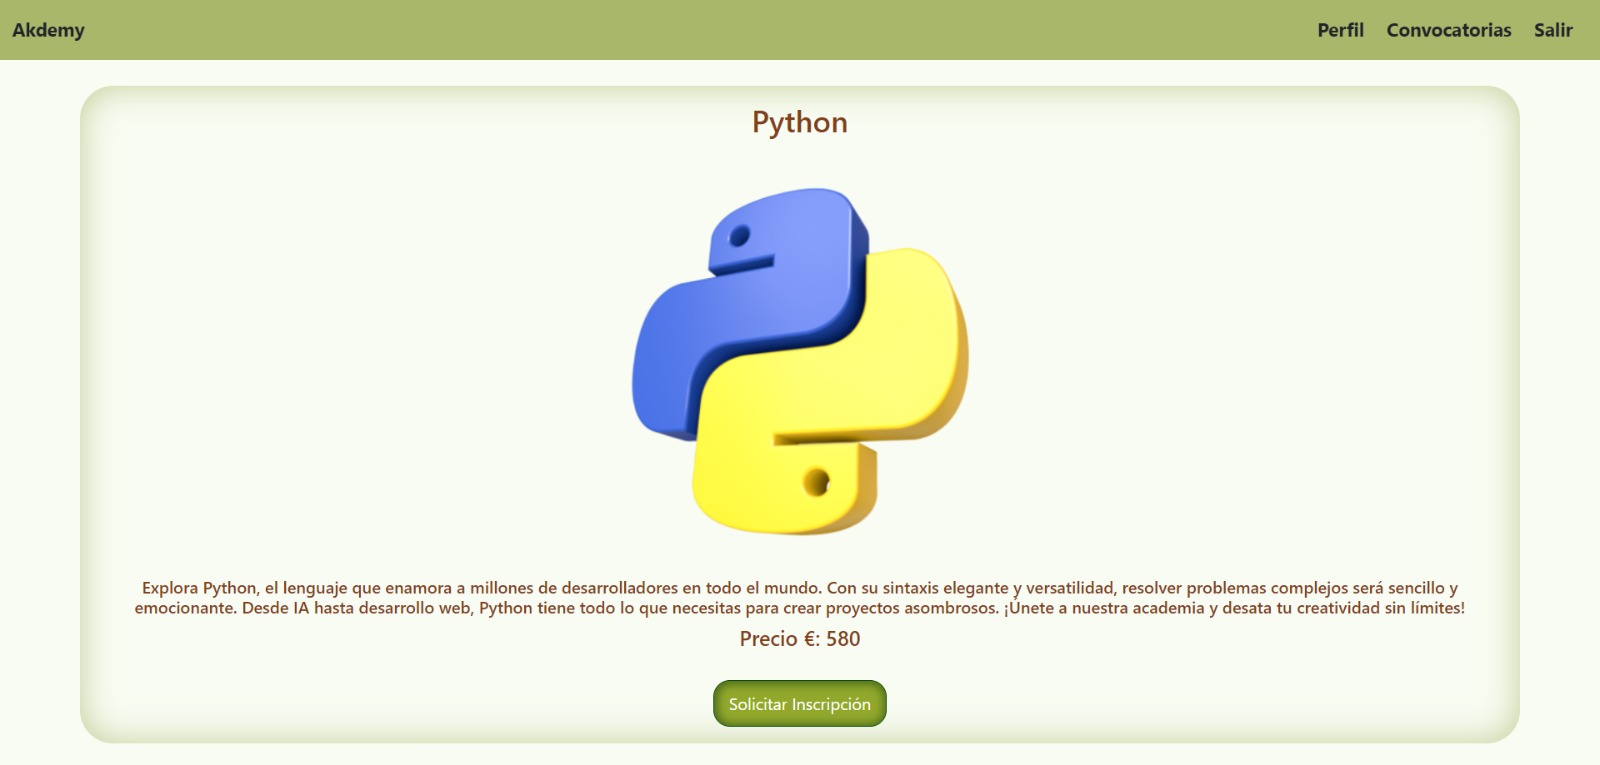 Akdemy
Perfil Convocatorias Salir
Python
Explora Python, el lenguaje que enamora a millones de desarrolladores en todo el mundo. Con su sintaxis elegante y versatilidad, resolver problemas complejos será sencillo y
emocionante. Desde IA hasta desarrollo web, Python tiene todo lo que necesitas para crear proyectos asombrosos. ¡Únete a nuestra academia y desata tu creatividad sin límites!
Precio €: 580
Solicitar Inscripción